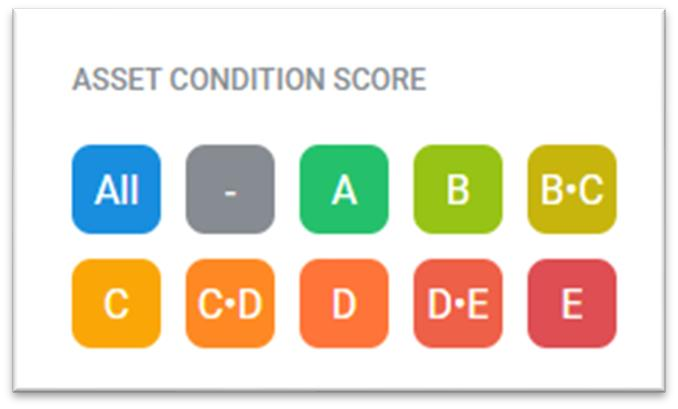 ASSET CONDITION SCORE
All - A B B•C
C C•D D D•E E